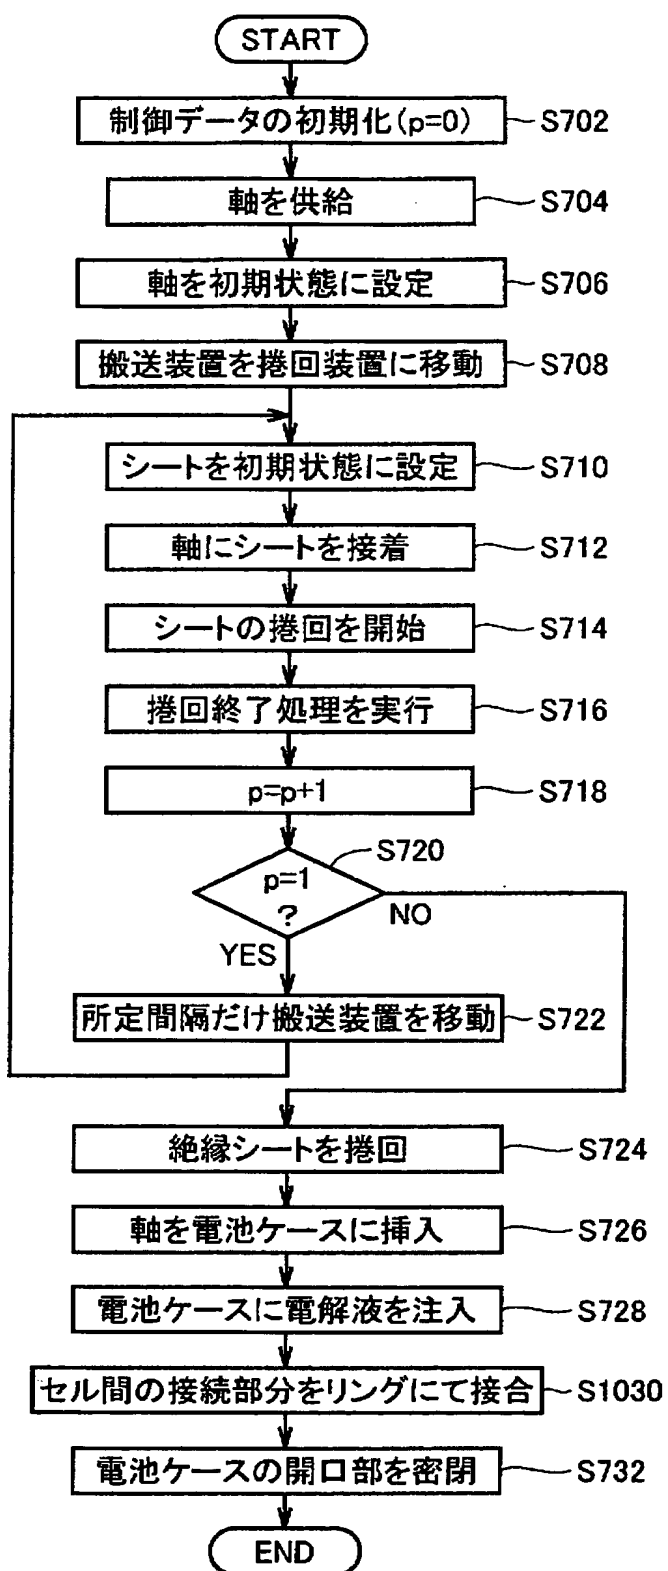 START
制御データの初期化(p=0) S702
軸を供給 S704
軸を初期状態に設定 S706
搬送装置を捲回装置に移動 S708
シートを初期状態に設定 S710
軸にシートを接着 S712
シートの捲回を開始 S714
捲回終了処理を実行 S716
p=p+1 S718
S720
p=1
?
NO
YES
所定間隔だけ搬送装置を移動 S722
絶縁シートを捲回 S724
軸を電池ケースに挿入 S726
電池ケースに電解液を注入 S728
セル間の接続部分をリングにて接合 S1030
電池ケースの開口部を密閉 S732
END